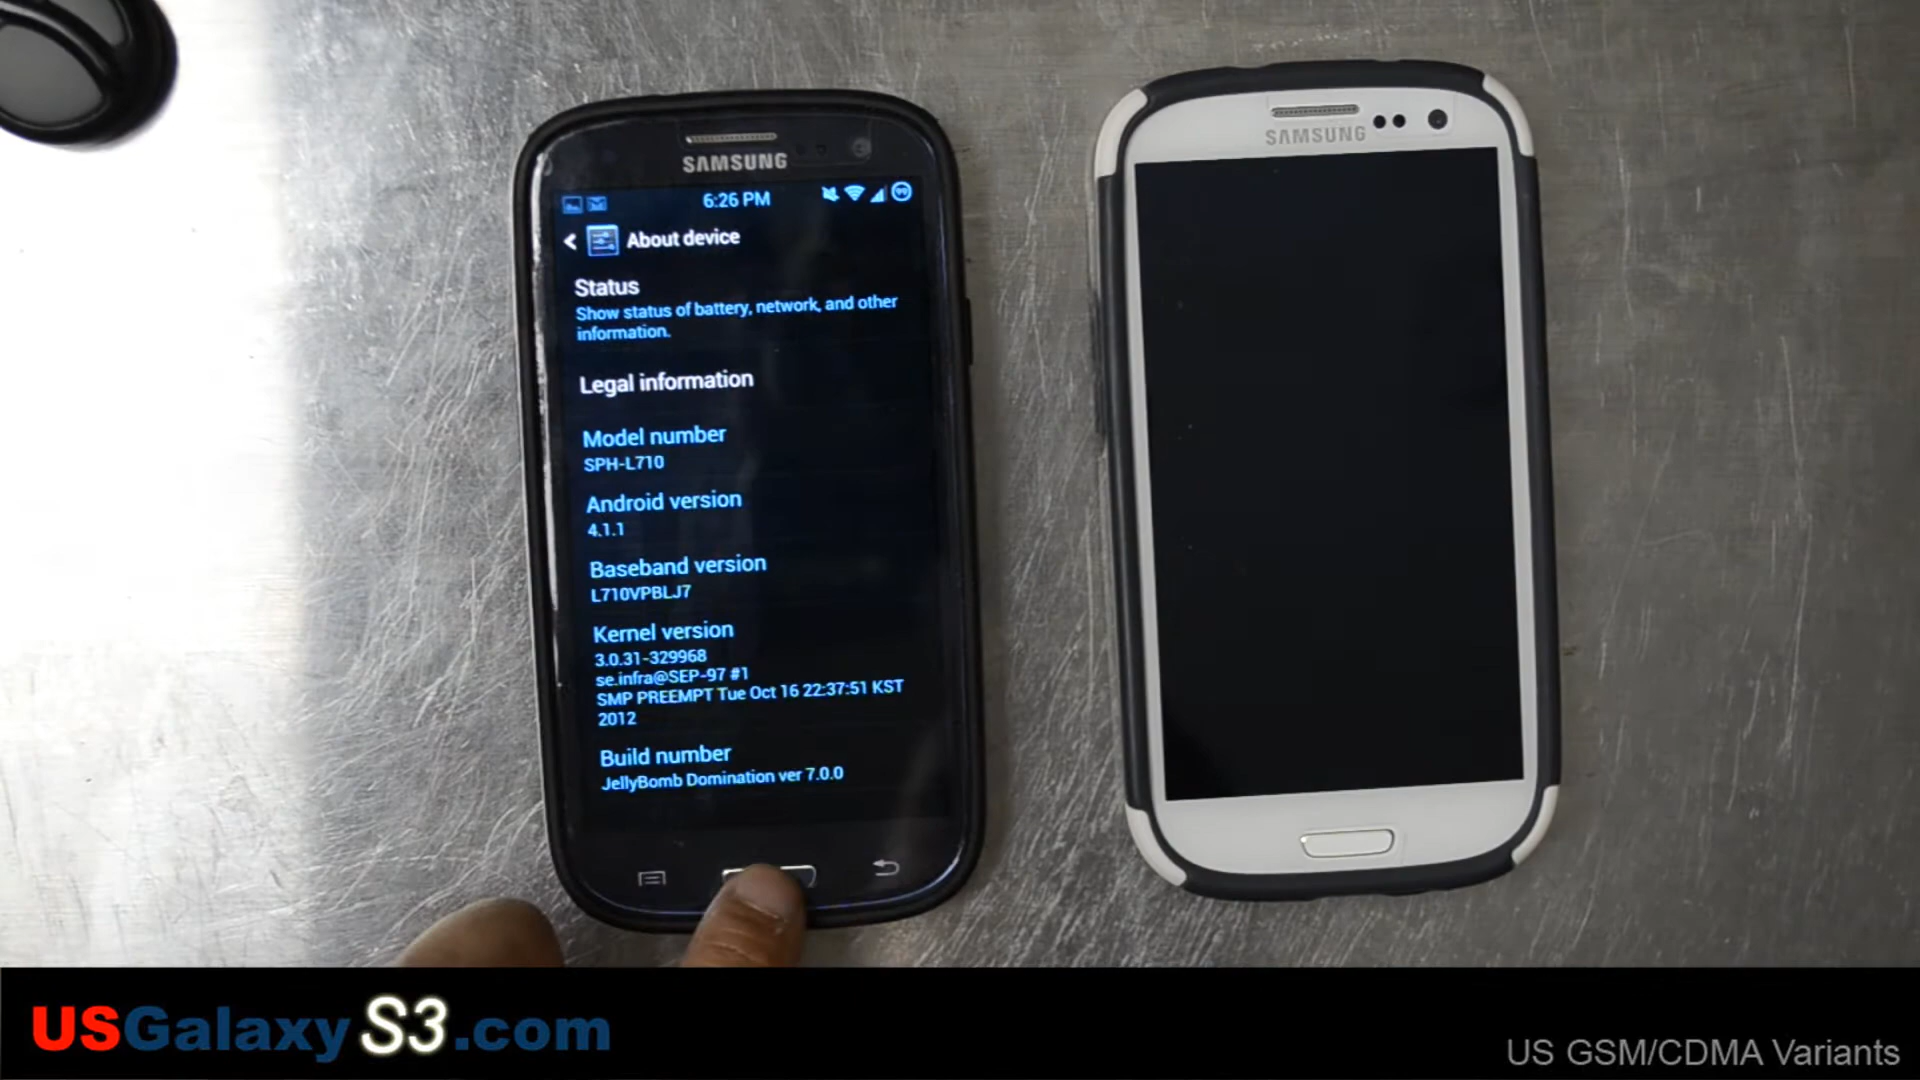 SAMSUNG
6:26 PM
99
About device
Status
Show status of battery, network, and other
information.
Legal information
Model number
SPH-L710
Android version
4.1.1
Baseband version
L710VPBLJ7
Kernel version
3.0.31-329968
se.infra@SEP-97 #1
SMP PREEMPT Tue Oct 16 22:37:51 KST
2012
Build number
JellyBomb Domination ver 7.0.0
SAMSUNG
USGalaxyS3.com
US GSM/CDMA Variants